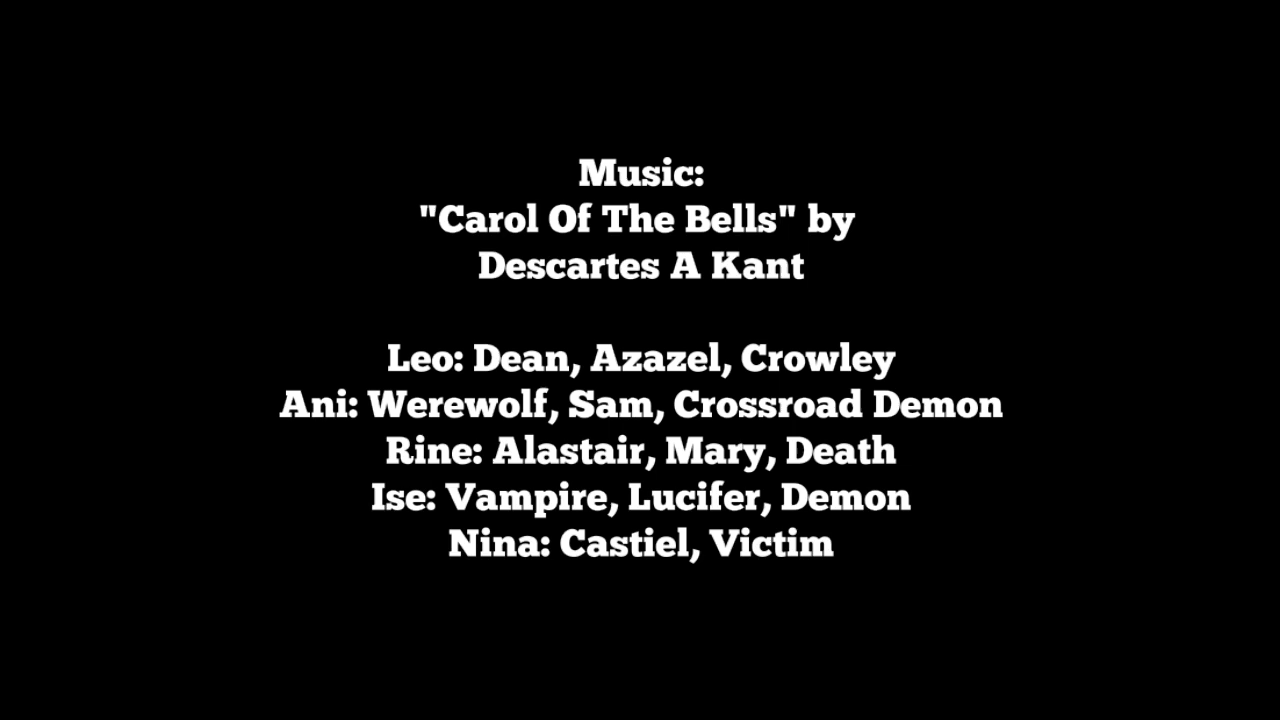 Music:
"Carol Of The Bells" by
Descartes A Kant
Leo: Dean, Azazel, Crowley
Ani: Werewolf, Sam, Crossroad Demon
Rine: Alastair, Mary, Death
Ise: Vampire, Lucifer, Demon
Nina: Castiel, Victim